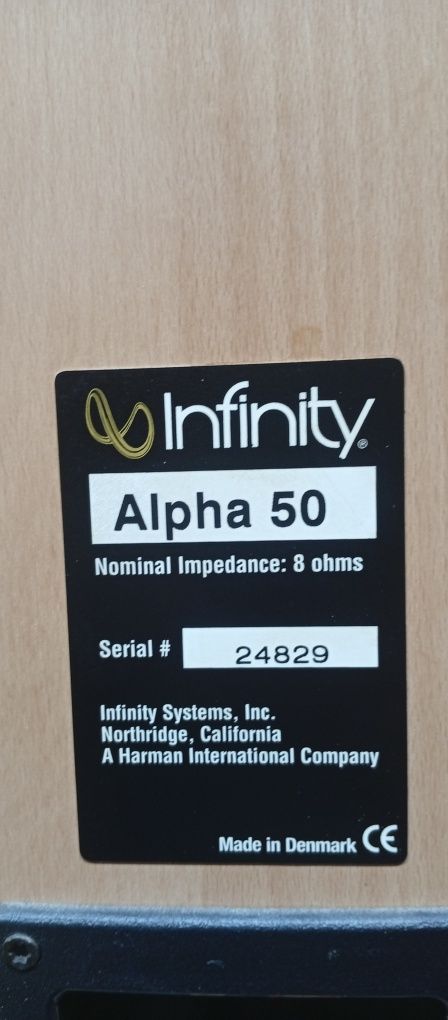 Infinity®
Alpha 50
Nominal Impedance: 8 ohms
Serial # 24829
Infinity Systems, Inc.
Northridge, California
A Harman International Company
Made in Denmark CE